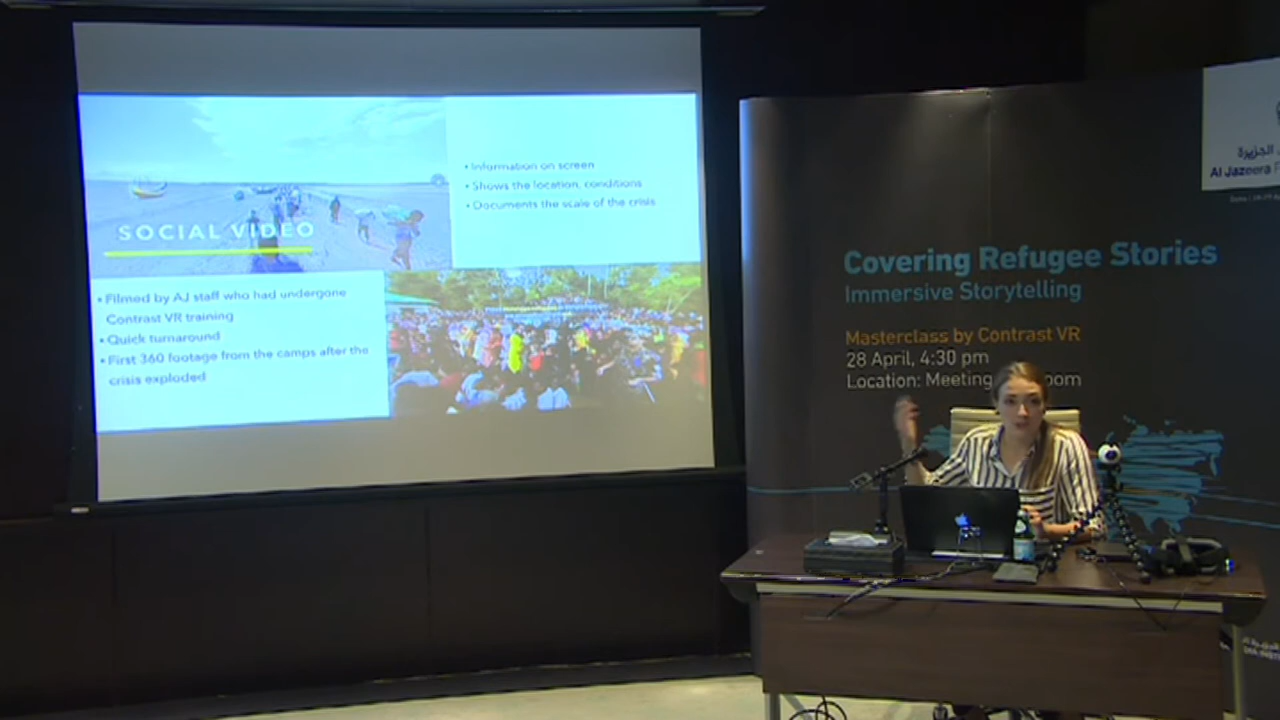 SOCIAL VIDEO
• Information on screen
• Shows the location, conditions
• Documents the scale of the crisis
• Filmed by AJ staff who had undergone
Contrast VR training
• Quick turnaround
• First 360 footage from the camps after the
crisis exploded
الجزيرة
Al Jazeera
Covering Refugee Stories
Immersive Storytelling
Masterclass by Contrast VR
28 April, 4:30 pm
Location: Meeting